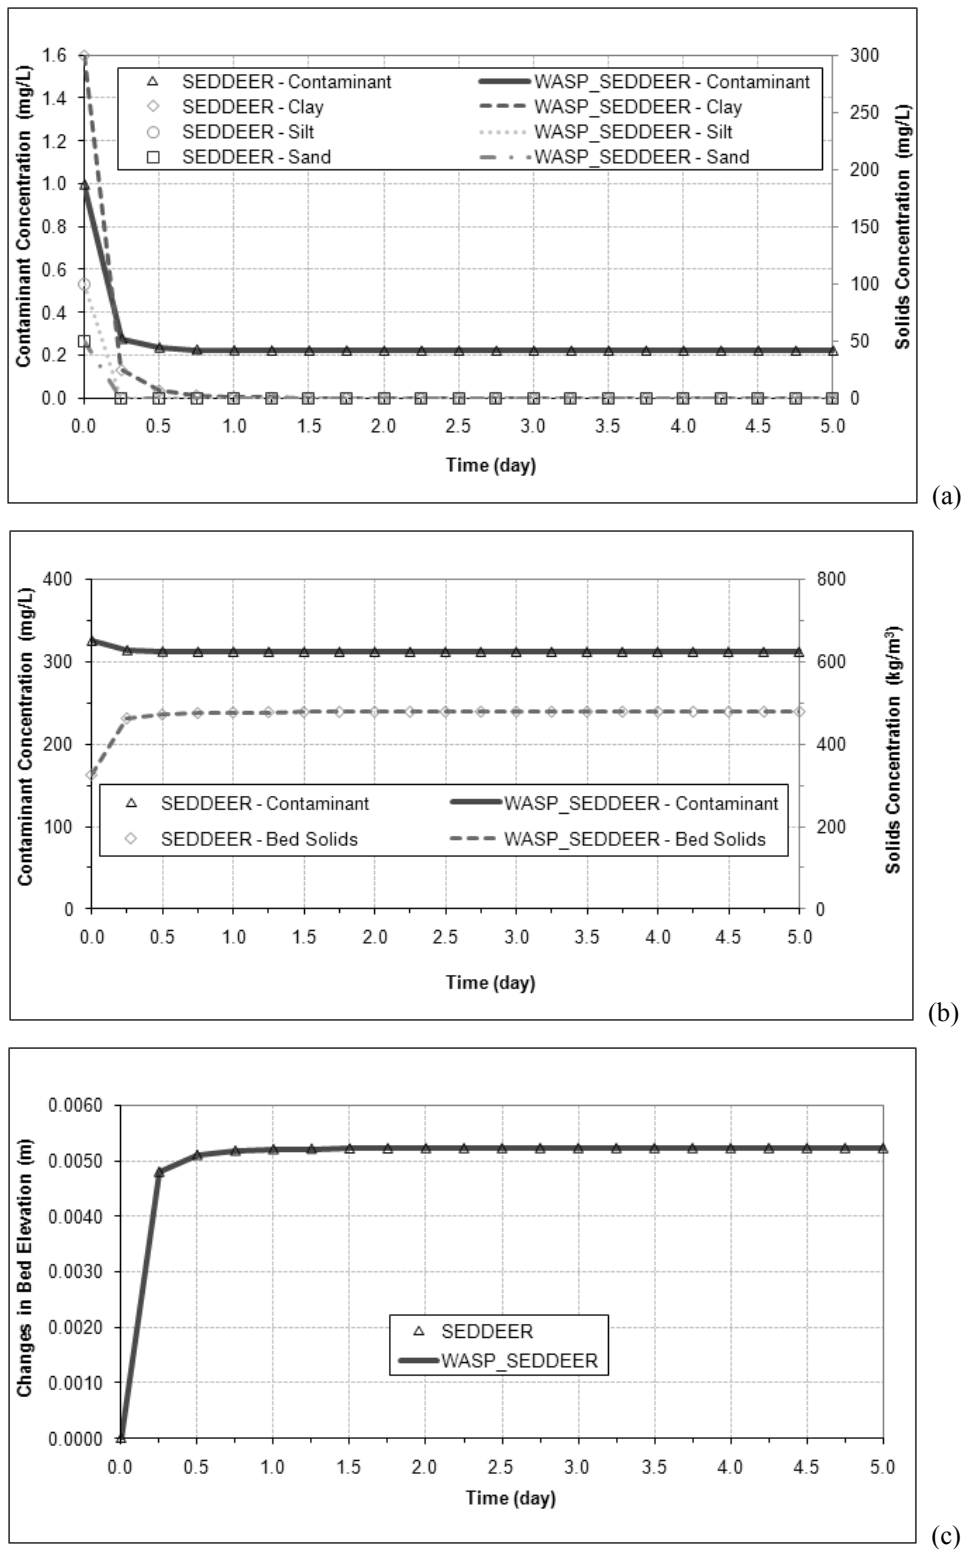 1.6
1.4
1.2
1.0
0.8
0.6
0.4
0.2
0.0
Contaminant Concentration (mg/L)
SEDDEER - Contaminant
WASP_SEDDEER - Contaminant
SEDDEER - Clay
WASP_SEDDEER - Clay
SEDDEER - Silt
WASP_SEDDEER - Silt
SEDDEER - Sand
WASP_SEDDEER - Sand
300
250
200
150
100
50
0
Solids Concentration (mg/L)
0.0 0.5 1.0 1.5 2.0 2.5 3.0 3.5 4.0 4.5 5.0
Time (day)
(a)
400
300
200
100
0
Contaminant Concentration (mg/L)
SEDDEER - Contaminant
WASP_SEDDEER - Contaminant
SEDDEER - Bed Solids
WASP_SEDDEER - Bed Solids
800
600
400
200
0
Solids Concentration (kg/m³)
0.0 0.5 1.0 1.5 2.0 2.5 3.0 3.5 4.0 4.5 5.0
Time (day)
(b)
0.0060
0.0050
0.0040
0.0030
0.0020
0.0010
0.0000
Changes in Bed Elevation (m)
SEDDEER
WASP_SEDDEER
0.0 0.5 1.0 1.5 2.0 2.5 3.0 3.5 4.0 4.5 5.0
Time (day)
(c)